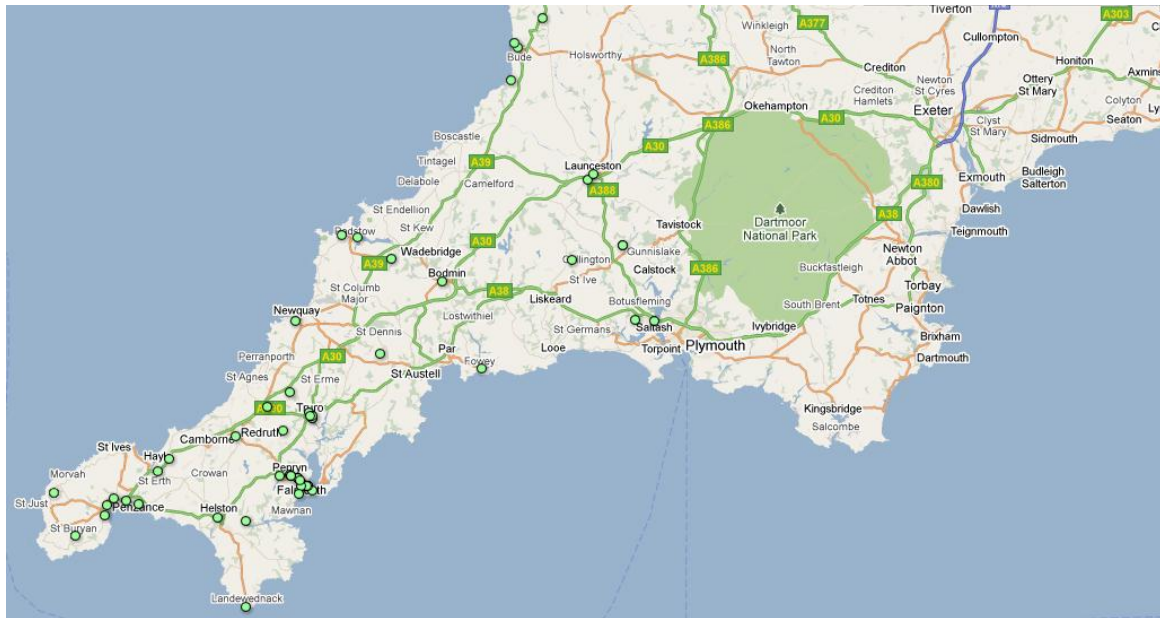 Winkleigh
A377
Tiverton
A303
Cullompton
Bude
Holsworthy
A386
North
Tawton
Crediton
Honiton
Newton
St Cyres
Ottery
St Mary
Axmins
Crediton
Hamlets
Okehampton
Exeter
Colyton
A386
A30
Clyst
St Mary
Seaton
Ly
Boscastle
A30
Sidmouth
Tintagel
A39
Launceston
Exmouth
Budleigh
Salterton
Delabole
Camelford
A388
A380
Dawlish
St Endellion
Tavistock
Dartmoor
National Park
A38
Teignmouth
Padstow
St Kew
A30
Gunnislake
Newton
Abbot
Wadebridge
Callington
A39
Calstock
A386
Buckfastleigh
Bodmin
St Ive
Torbay
St Columb
Major
A38
Liskeard
Botusfleming
South Brent
Totnes
Paignton
Newquay
Lostwithiel
St Germans
Saltash
Ivybridge
St Dennis
Brixham
Perranporth
A30
Par
Looe
Torpoint
Plymouth
Dartmouth
St Agnes
St Erme
St Austell
Fowey
Truro
Kingsbridge
Salcombe
Camborne
Redruth
St Ives
Morvah
Hayle
Crowan
Penryn
St Erth
Falmouth
St Just
Penzance
Helston
Mawnan
St Buryan
Landewednack